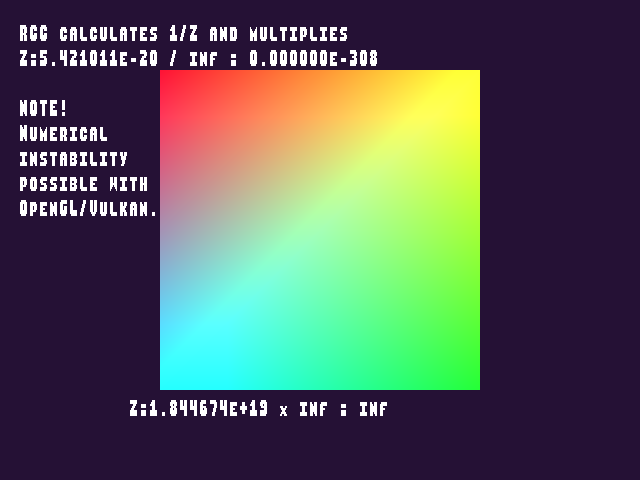 RCC calculates 1/Z and multiplies
Z:5.421011E-20 / inf : 0.000000E-308
NOTE!
Numerical
instability
possible with
OpenGL/Vulkan.
Z:1.844674E+19 x inf : inf